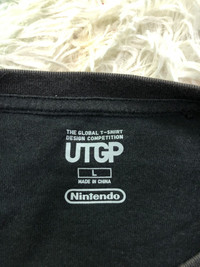 THE GLOBAL T-SHIRT
DESIGN COMPETITION
UTGP
L
MADE IN CHINA
Nintendo